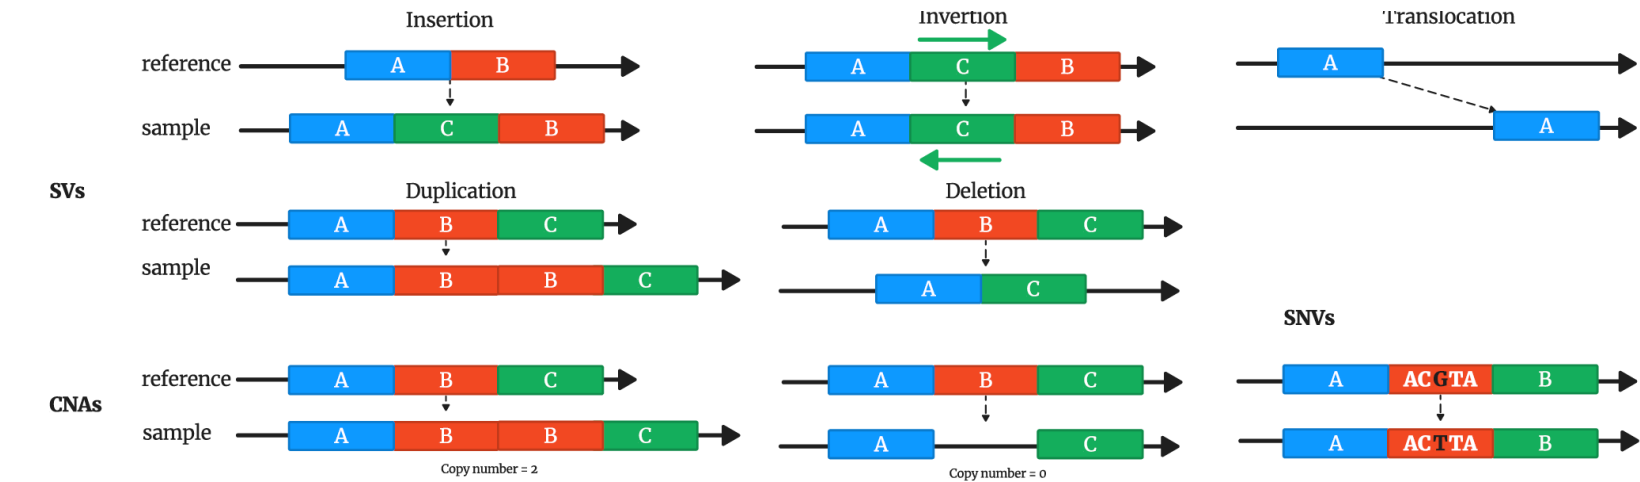 Insertion
Invertion
Translocation
reference A B
A C B
A
sample A C B
A C B
A
SVs
Duplication
Deletion
reference A B C
A B C
sample A B B C
A C
SNVs
reference A B C
A B C
A ACGTA B
CNAs
sample A B B C
A C
A ACTTA B
Copy number = 2
Copy number = 0